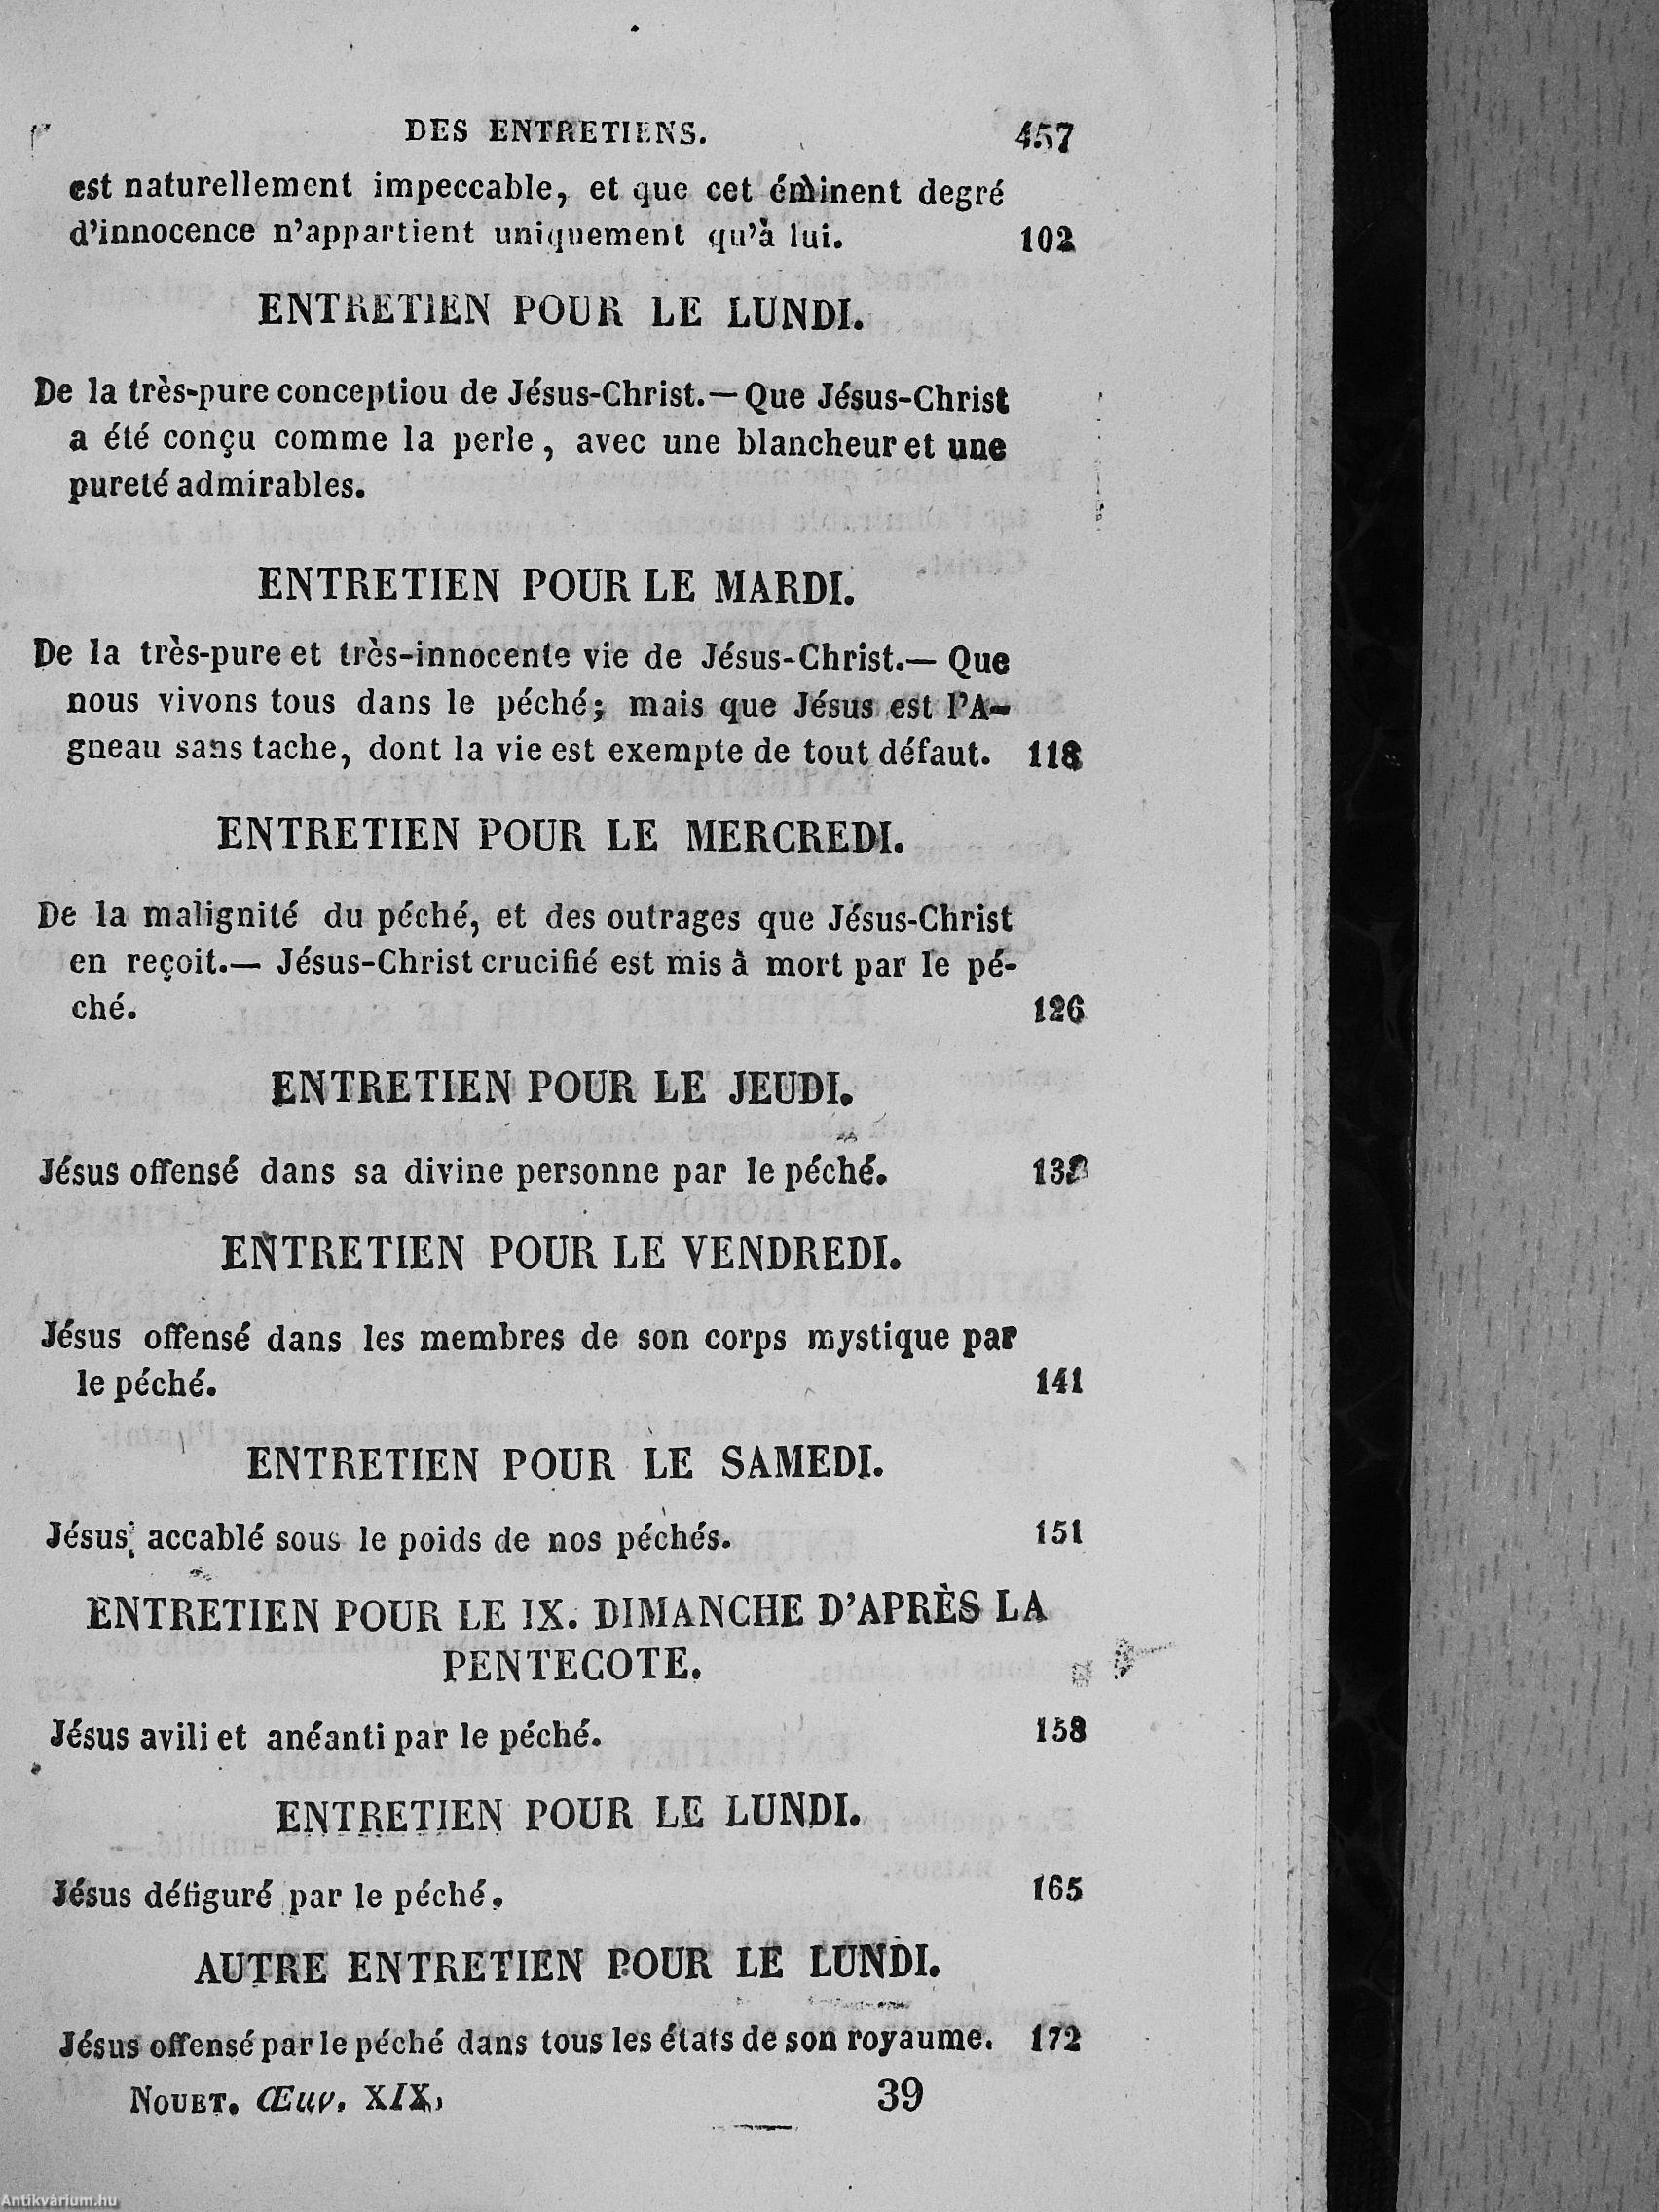 DES ENTRETIENS. 457
est naturellement impeccable, et que cet éminent degré
d'innocence n'appartient uniquement qu'à lui. 102
ENTRETIEN POUR LE LUNDI.
De la très-pure conceptiou de Jésus-Christ.— Que Jésus-Christ
a été conçu comme la perle, avec une blancheur et une
pureté admirables.
ENTRETIEN POUR LE MARDI.
De la très-pure et très-innocente vie de Jésus-Christ.— Que
nous vivons tous dans le péché; mais que Jésus est l'A-
gneau sans tache, dont la vie est exempte de tout défaut. 118
ENTRETIEN POUR LE MERCREDI.
De la malignité du péché, et des outrages que Jésus-Christ
en reçoit.— Jésus-Christ crucifié est mis à mort par le pé-
ché. 126
ENTRETIEN POUR LE JEUDI.
Jésus offensé dans sa divine personne par le péché.
ENTRETIEN POUR LE VENDREDI.
Jésus offensé dans les membres de son corps mystique par
le péché. 141
ENTRETIEN POUR LE SAMEDI.
Jésus accablé sous le poids de nos péchés. 151
ENTRETIEN POUR LE IX. DIMANCHE D'APRÈS LA
PENTECOTE.
Jésus avili et anéanti par le péché. 158
ENTRETIEN POUR LE LUNDI.
Jésus défiguré par le péché. 165
AUTRE ENTRETIEN POUR LE LUNDI.
Jésus offensé par le péché dans tous les états de son royaume. 172
NOUET. Œuv. XIX. 39
Antikvárium.hu